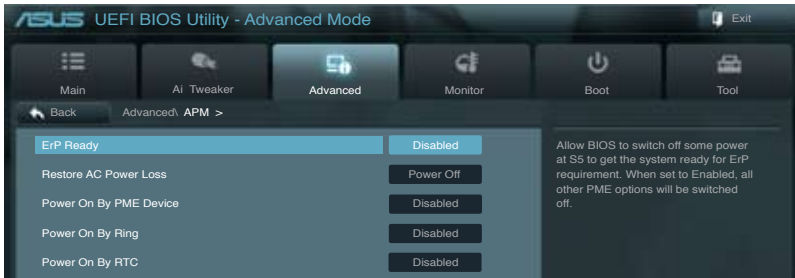 ASUS UEFI BIOS Utility - Advanced Mode Exit
Main Ai Tweaker Advanced Monitor Boot Tool
Back Advanced\ APM >
ErP Ready Disabled
Restore AC Power Loss Power Off
Power On By PME Device Disabled
Power On By Ring Disabled
Power On By RTC Disabled
Allow BIOS to switch off some power
at S5 to get the system ready for ErP
requirement. When set to Enabled, all
other PME options will be switched
off.